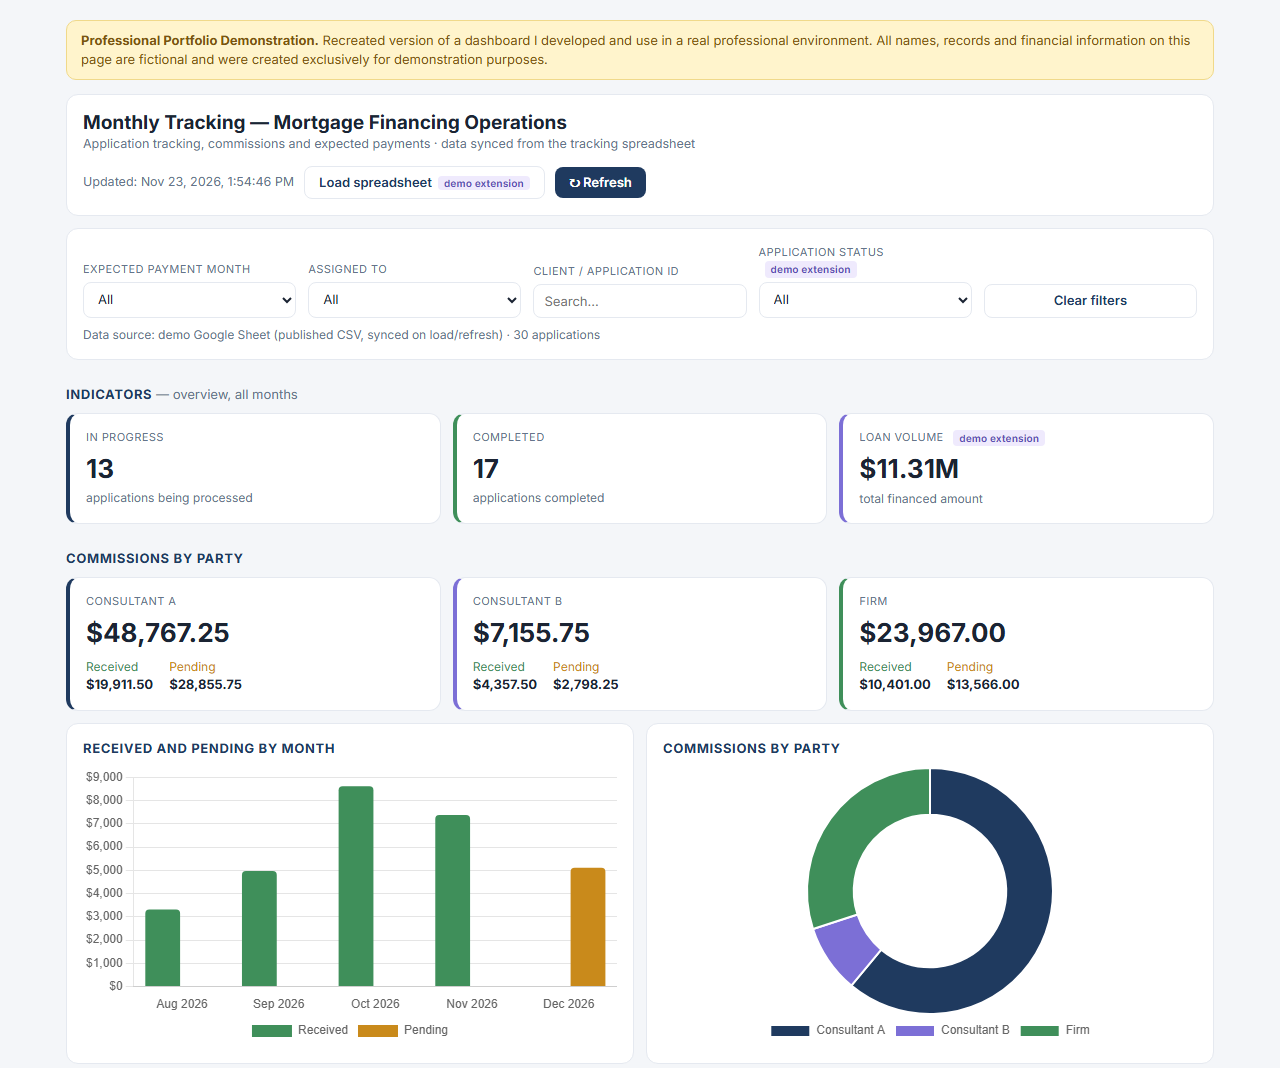 Professional Portfolio Demonstration. Recreated version of a dashboard I developed and use in a real professional environment. All names, records and financial information on this
page are fictional and were created exclusively for demonstration purposes.
Monthly Tracking — Mortgage Financing Operations
Application tracking, commissions and expected payments · data synced from the tracking spreadsheet
Updated: Nov 23, 2026, 1:54:46 PM
Load spreadsheet demo extension
↻ Refresh
EXPECTED PAYMENT MONTH
All
ASSIGNED TO
All
CLIENT / APPLICATION ID
Search...
APPLICATION STATUS
demo extension
All
Clear filters
Data source: demo Google Sheet (published CSV, synced on load/refresh) · 30 applications
INDICATORS — overview, all months
IN PROGRESS
13
applications being processed
COMPLETED
17
applications completed
LOAN VOLUME demo extension
$11.31M
total financed amount
COMMISSIONS BY PARTY
CONSULTANT A
$48,767.25
Received Pending
$19,911.50 $28,855.75
CONSULTANT B
$7,155.75
Received Pending
$4,357.50 $2,798.25
FIRM
$23,967.00
Received Pending
$10,401.00 $13,566.00
RECEIVED AND PENDING BY MONTH
$9,000
$8,000
$7,000
$6,000
$5,000
$4,000
$3,000
$2,000
$1,000
$0
Aug 2026 Sep 2026 Oct 2026 Nov 2026 Dec 2026
Received Pending
COMMISSIONS BY PARTY
Consultant A Consultant B Firm